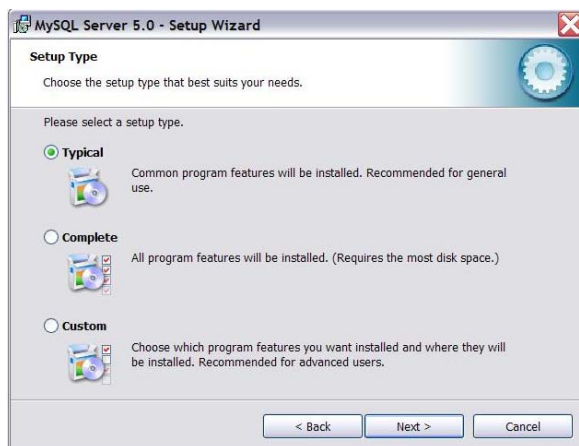 MySQL Server 5.0 - Setup Wizard
Setup Type
Choose the setup type that best suits your needs.
Please select a setup type.
Typical
Common program features will be installed. Recommended for general
use.
Complete
All program features will be installed. (Requires the most disk space.)
Custom
Choose which program features you want installed and where they will
be installed. Recommended for advanced users.
< Back
Next >
Cancel